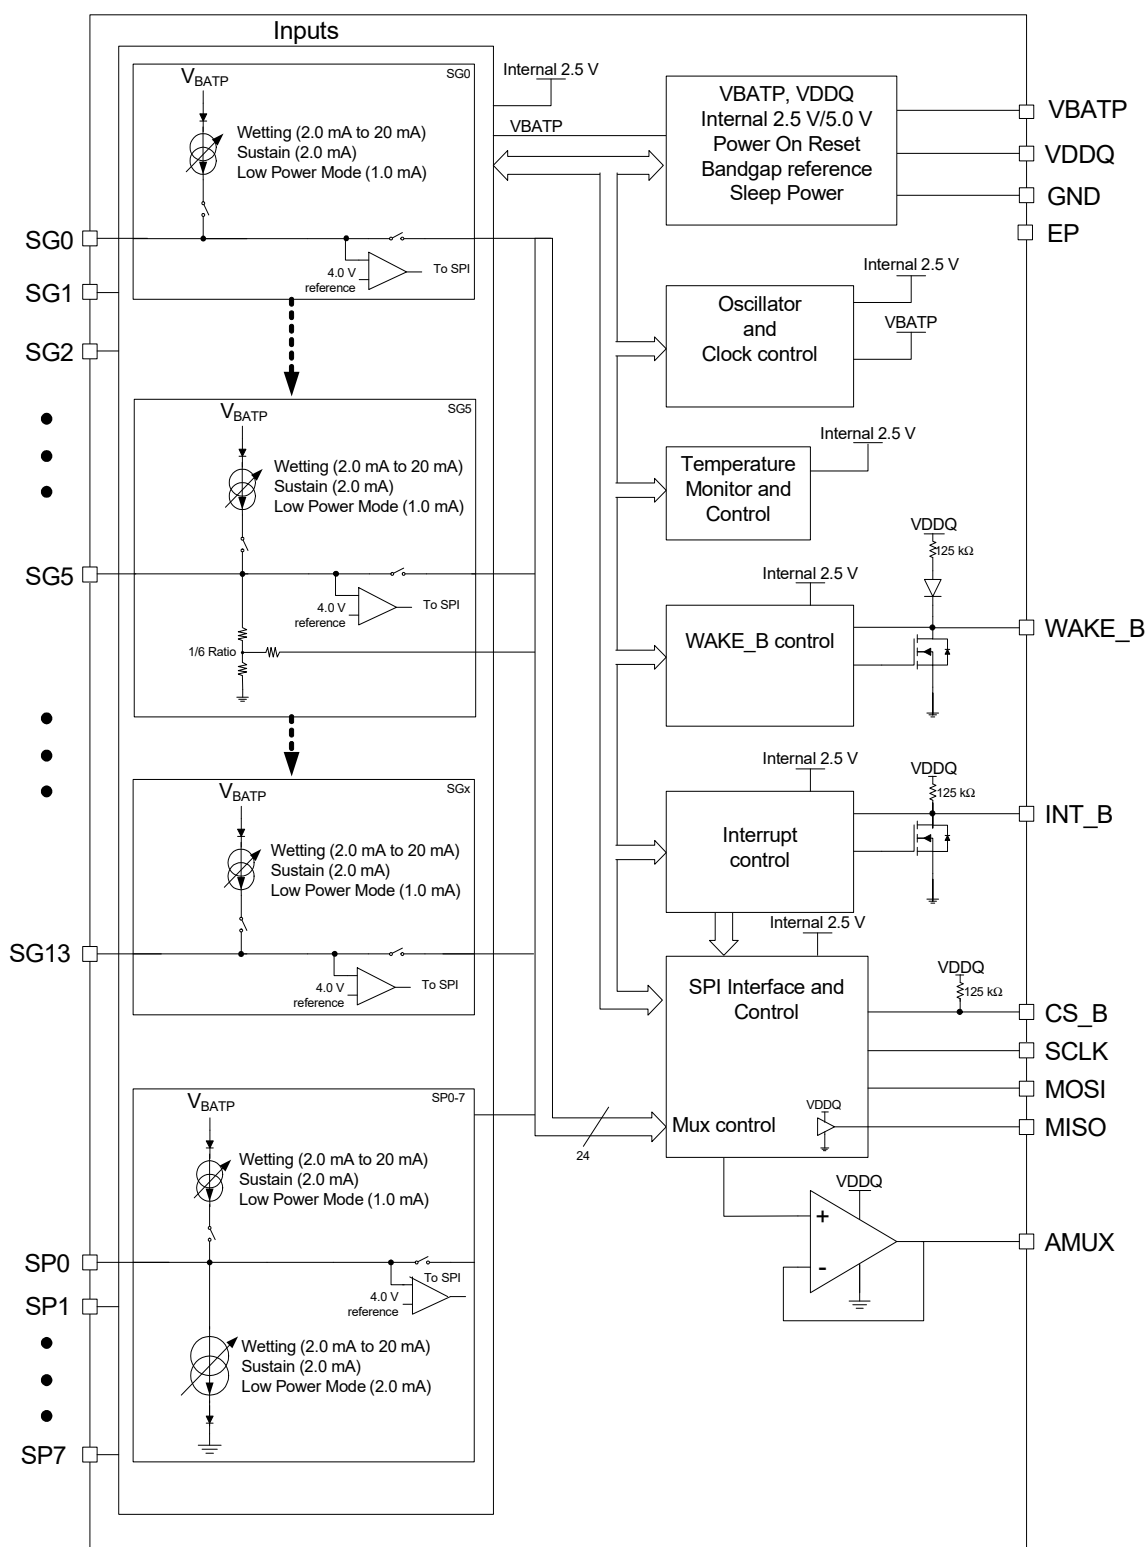 Inputs
SG0
VBATP
Wetting (2.0 mA to 20 mA)
Sustain (2.0 mA)
Low Power Mode (1.0 mA)
4.0 V
reference
To SPI
SG0
SG1
SG2
SG5
VBATP
Wetting (2.0 mA to 20 mA)
Sustain (2.0 mA)
Low Power Mode (1.0 mA)
SG5
4.0 V
reference
To SPI
1/6 Ratio
SGx
VBATP
Wetting (2.0 mA to 20 mA)
Sustain (2.0 mA)
Low Power Mode (1.0 mA)
SG13
4.0 V
reference
To SPI
SP0-7
VBATP
Wetting (2.0 mA to 20 mA)
Sustain (2.0 mA)
Low Power Mode (1.0 mA)
SP0
To SPI
4.0 V
reference
SP1
Wetting (2.0 mA to 20 mA)
Sustain (2.0 mA)
Low Power Mode (2.0 mA)
SP7
Internal 2.5 V
VBATP
VBATP, VDDQ
Internal 2.5 V/5.0 V
Power On Reset
Bandgap reference
Sleep Power
VBATP
VDDQ
GND
EP
Internal 2.5 V
Oscillator
and
Clock control
VBATP
Internal 2.5 V
Temperature
Monitor and
Control
VDDQ
125 kΩ
Internal 2.5 V
WAKE_B control
WAKE_B
Internal 2.5 V
VDDQ
125 kΩ
Interrupt
control
INT_B
Internal 2.5 V
SPI Interface and
Control
VDDQ
125 kΩ
CS_B
SCLK
MOSI
VDDQ
Mux control
MISO
24
VDDQ
+
-
AMUX